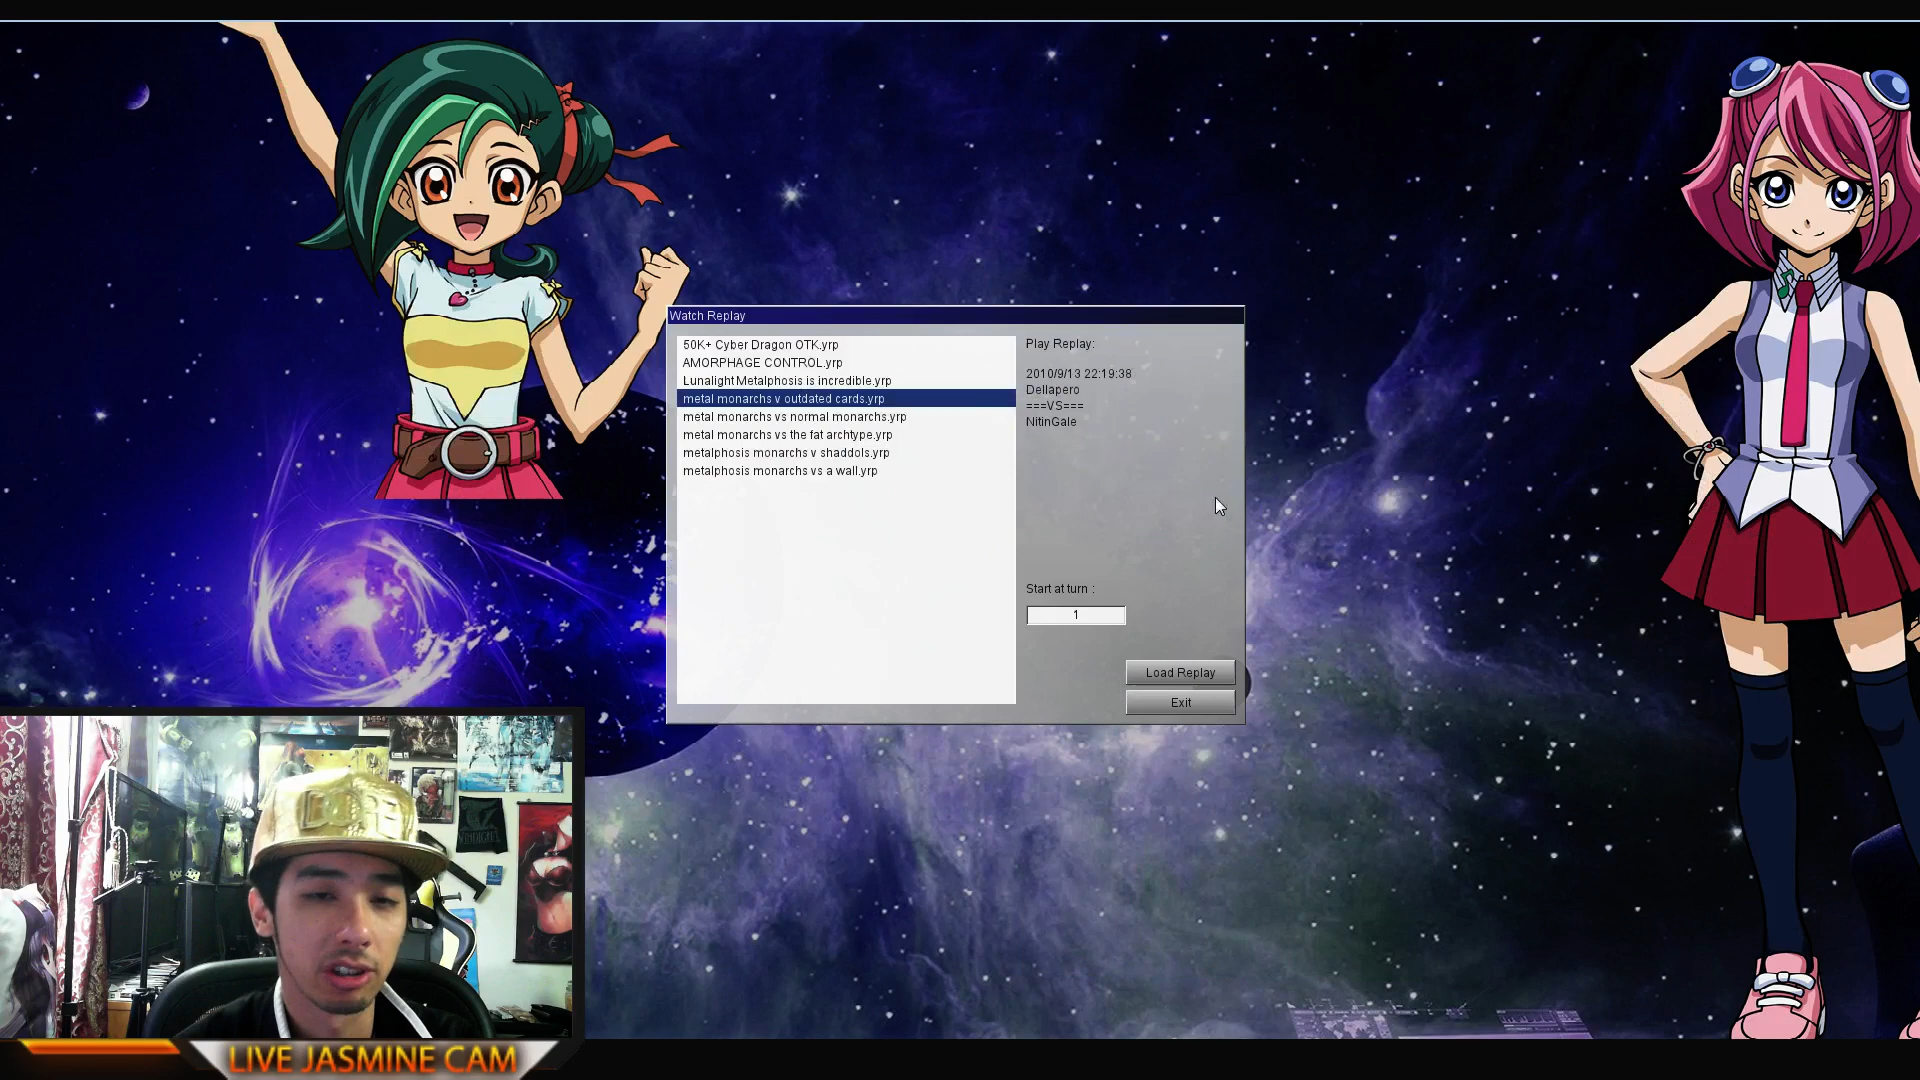 Watch Replay
50K+ Cyber Dragon OTK.yrp
AMORPHAGE CONTROL.yrp
Lunalight Metalphosis is incredible.yrp
metal monarchs v outdated cards.yrp
metal monarchs vs normal monarchs.yrp
metal monarchs vs the fat archtype.yrp
metalphosis monarchs v shaddols.yrp
metalphosis monarchs vs a wall.yrp
Play Replay:
2010/9/13 22:19:38
Dellapero
===VS===
NitinGale
Start at turn :
1
Load Replay
Exit
LIVE JASMINE CAM